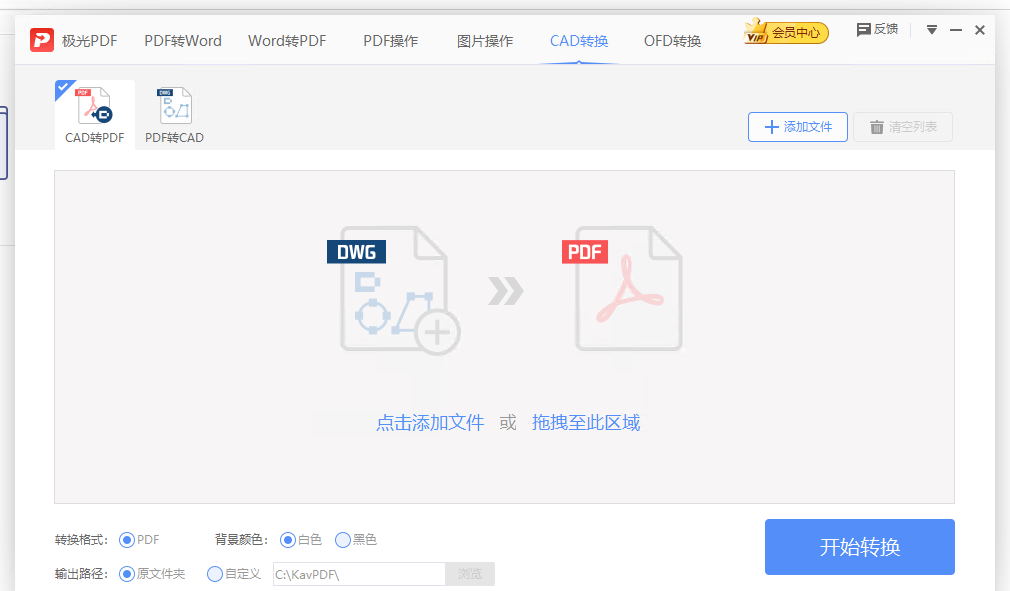 极光PDF PDF转Word Word转PDF PDF操作 图片操作 CAD转换 OFD转换 VIP 会员中心 反馈
PDF DWG
CAD转PDF PDF转CAD
添加文件 清空列表
DWG PDF
点击添加文件 或 拖拽至此区域
转换格式: PDF 背景颜色: 白色 黑色
开始转换
输出路径: 原文件夹 自定义 C:\KavPDF\ 浏览